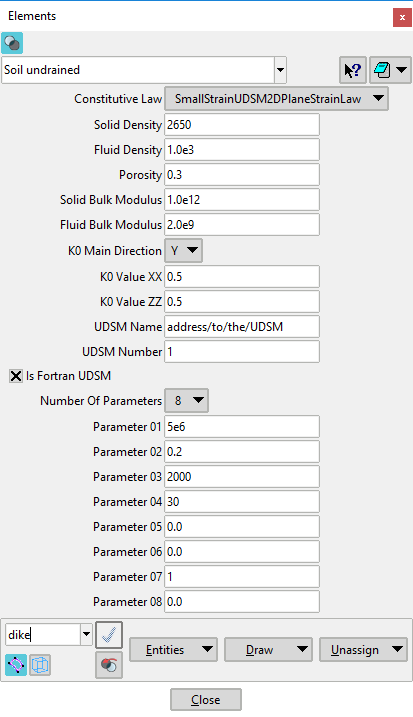 Elements
x
Soil undrained
?
Constitutive Law SmallStrainUDSM2DPlaneStrainLaw
Solid Density 2650
Fluid Density 1.0e3
Porosity 0.3
Solid Bulk Modulus 1.0e12
Fluid Bulk Modulus 2.0e9
K0 Main Direction Y
K0 Value XX 0.5
K0 Value ZZ 0.5
UDSM Name address/to/the/UDSM
UDSM Number 1
Is Fortran UDSM
Number Of Parameters 8
Parameter 01 5e6
Parameter 02 0.2
Parameter 03 2000
Parameter 04 30
Parameter 05 0.0
Parameter 06 0.0
Parameter 07 1
Parameter 08 0.0
dike
Entities Draw Unassign
Close